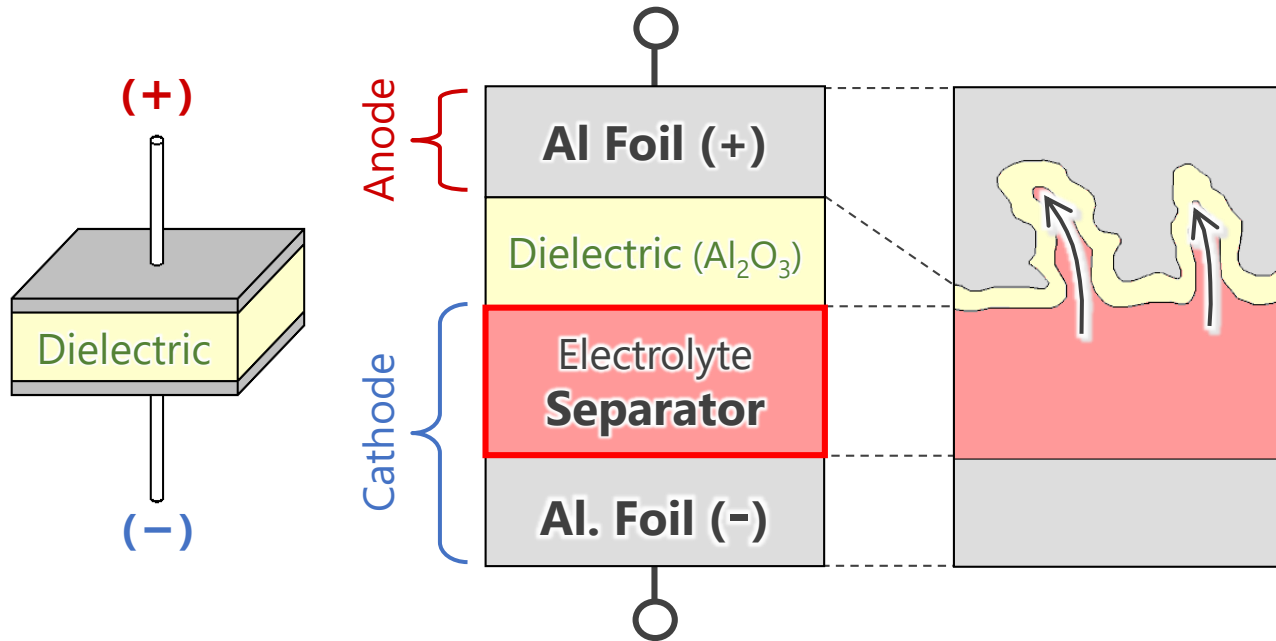 (+)
Dielectric
(−)
Anode
Cathode
Al Foil (+)
Dielectric (Al₂O₃)
Electrolyte
Separator
Al. Foil (-)